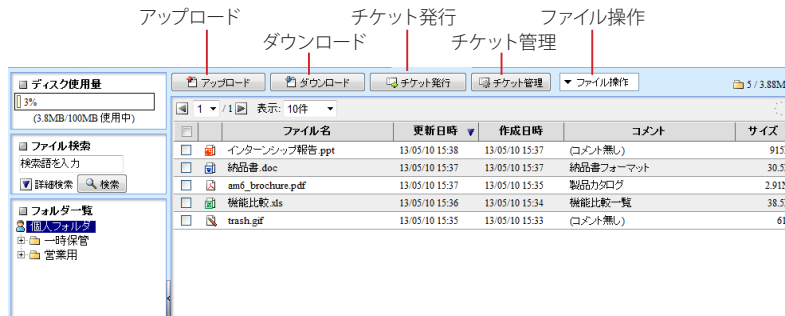 アップロード チケット発行 ファイル操作
ダウンロード チケット管理
ディスク使用量
3%
(3.8MB/100MB 使用中)
ファイル検索
検索語を入力
詳細検索 検索
フォルダ一覧
個人フォルダ
一時保管
営業用
アップロード ダウンロード チケット発行 チケット管理 ファイル操作 5 / 3.88M
1 / 1 表示: 10件
ファイル名 更新日時 作成日時 コメント サイズ
インターンシップ報告.ppt 13/05/10 15:38 13/05/10 15:37 (コメント無し) 915
納品書.doc 13/05/10 15:37 13/05/10 15:37 納品書フォーマット 30.5
am6_brochure.pdf 13/05/10 15:37 13/05/10 15:35 製品カタログ 2.91
機能比較.xls 13/05/10 15:36 13/05/10 15:34 機能比較一覧 38.5
trash.gif 13/05/10 15:35 13/05/10 15:33 (コメント無し) 61